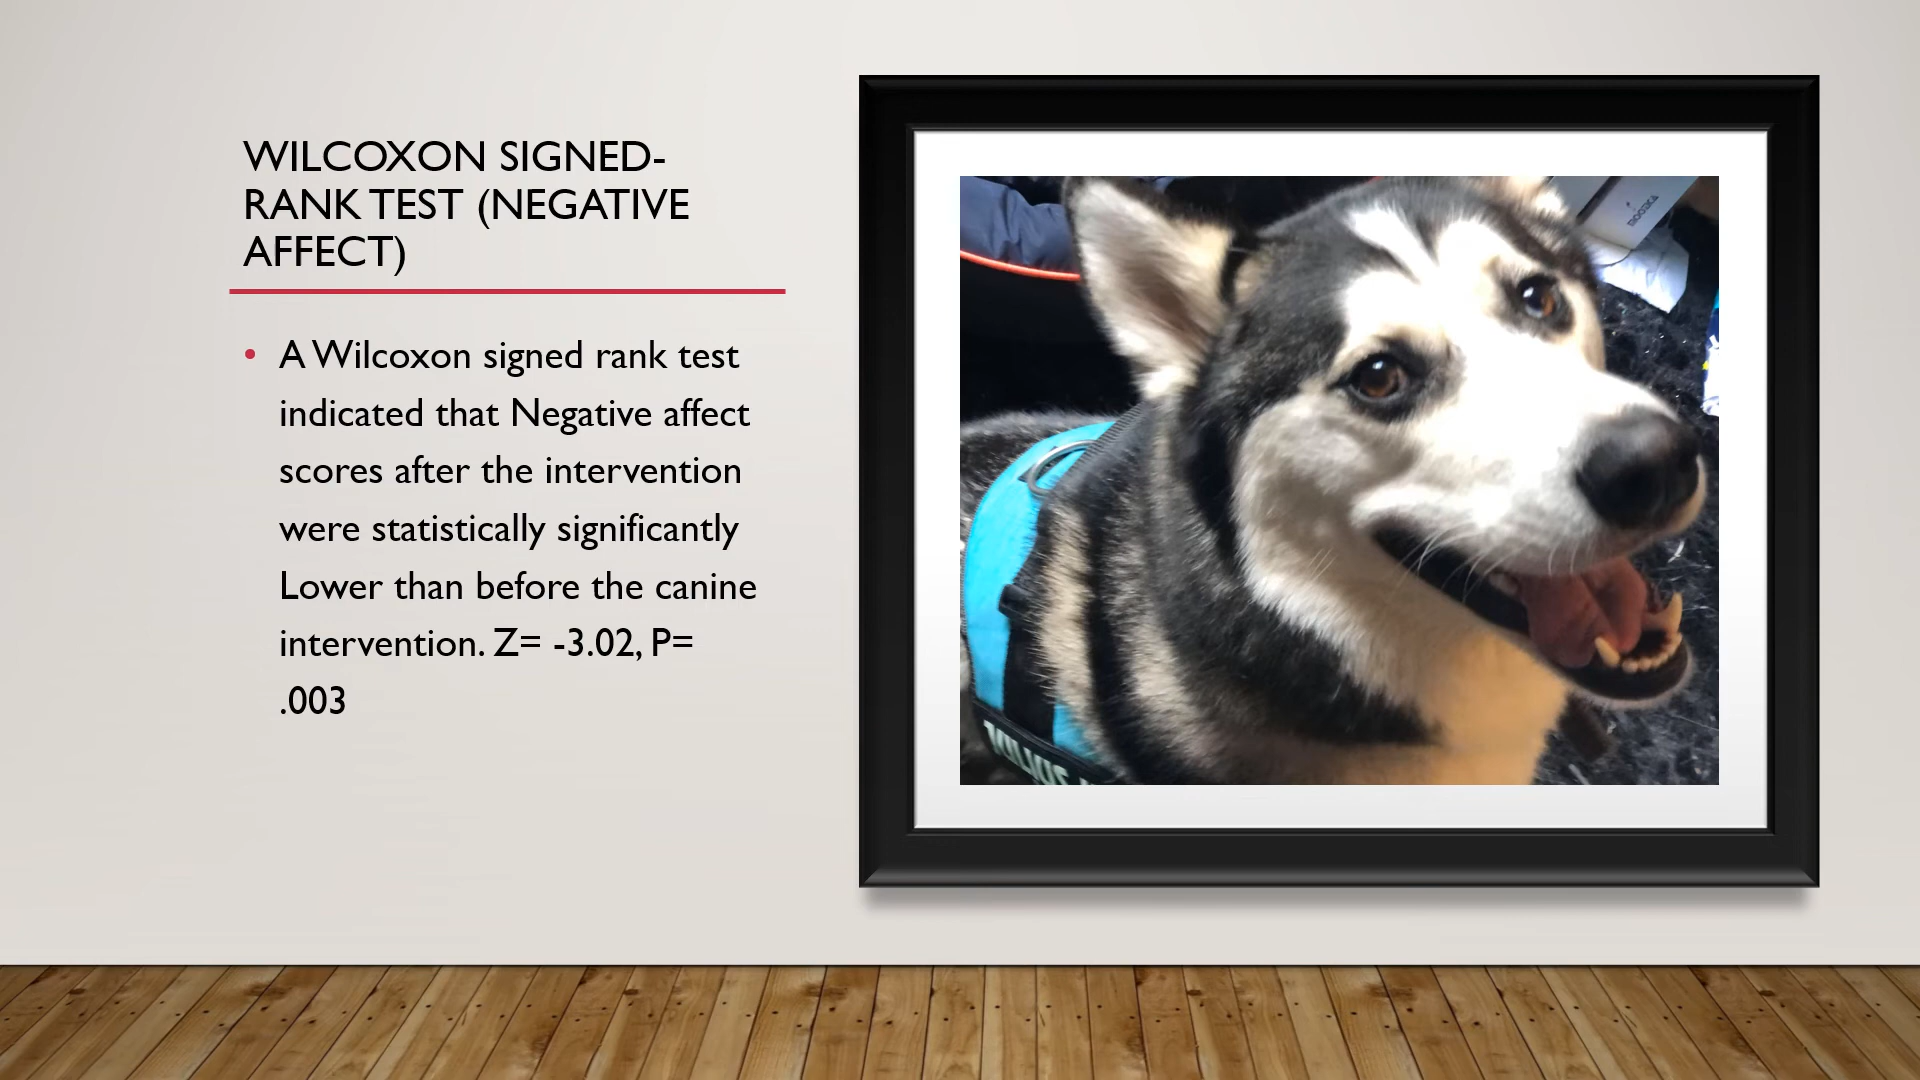 WILCOXON SIGNED-
RANK TEST (NEGATIVE
AFFECT)
• A Wilcoxon signed rank test
indicated that Negative affect
scores after the intervention
were statistically significantly
Lower than before the canine
intervention. Z= -3.02, P=
.003